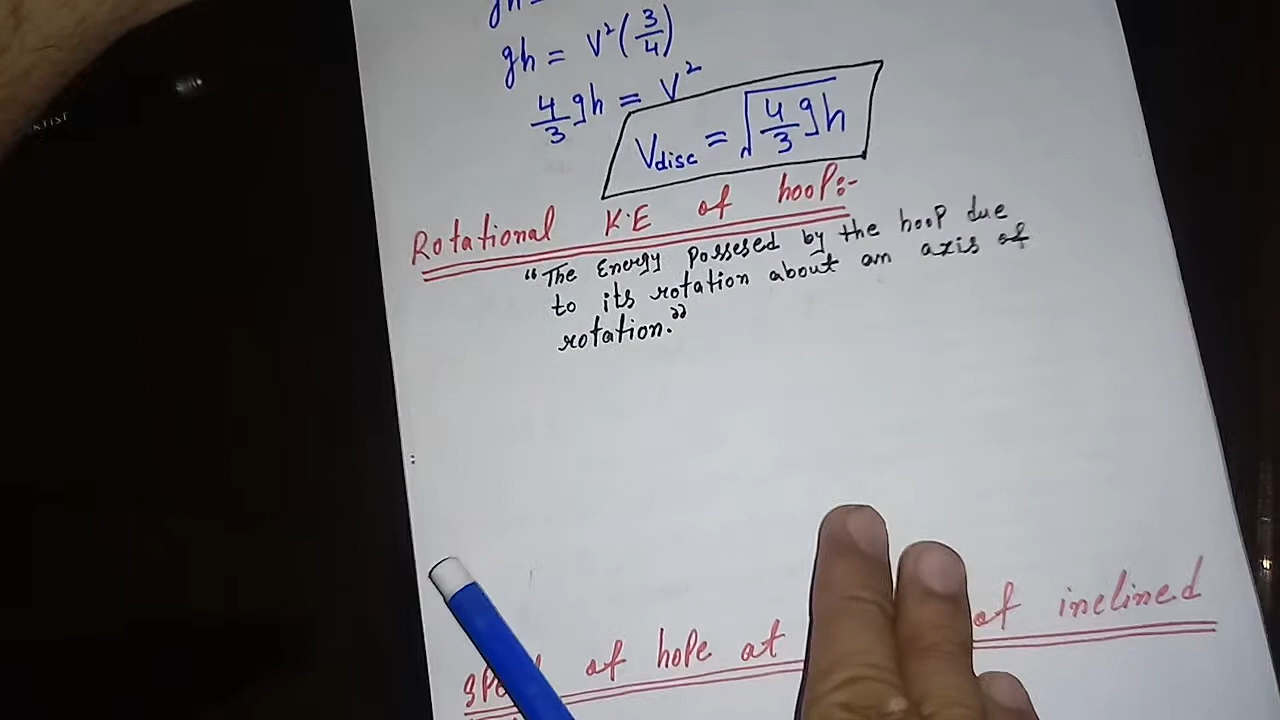 gh = V²(3/4)
4/3 gh = V²
Vdisc = √(4/3 gh)
Rotational K.E of hoop:-
“The Energy possesed by the hoop due
to its rotation about an axis of
rotation.”
of hope at of inclined